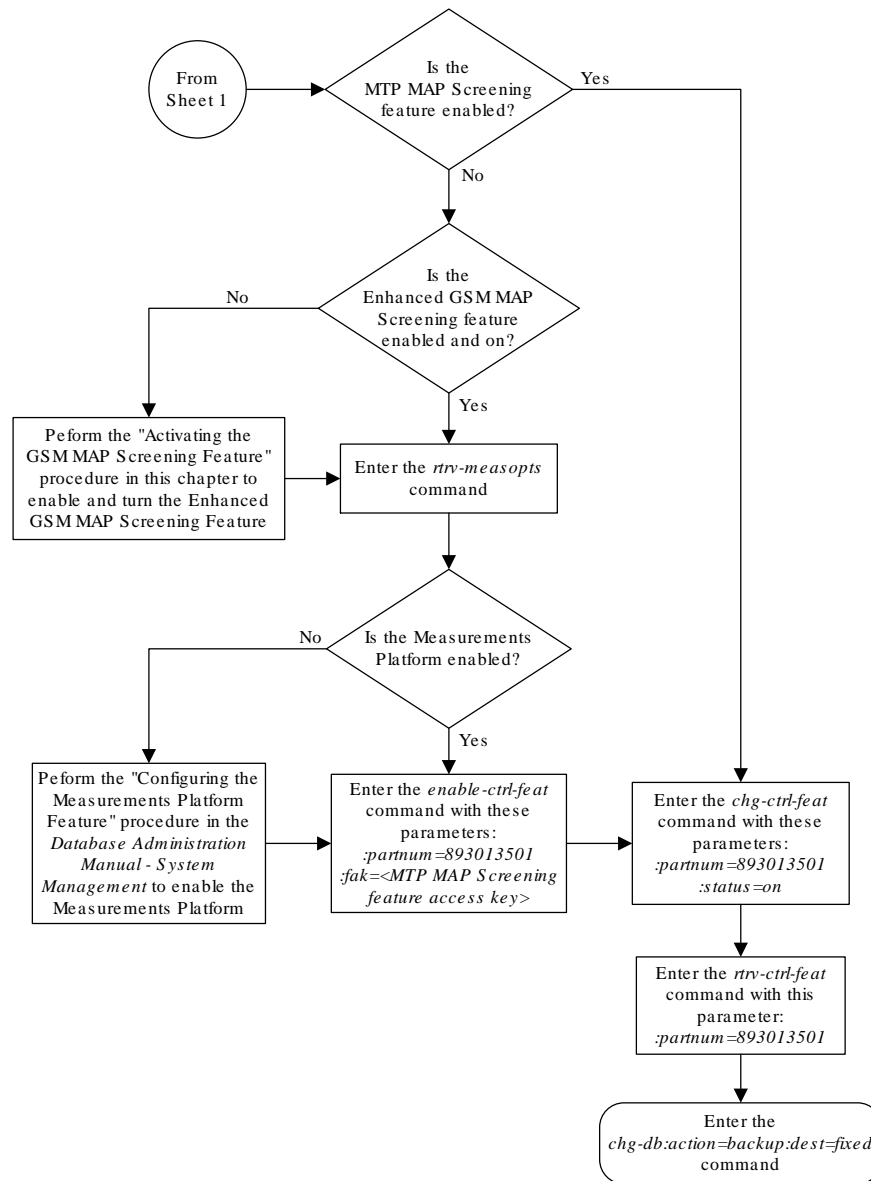 From
Sheet 1
Is the
MTP MAP Screening
feature enabled?
Yes
No
Is the
Enhanced GSM MAP
Screening feature
enabled and on?
No
Yes
Peform the "Activating the
GSM MAP Screening Feature"
procedure in this chapter to
enable and turn the Enhanced
GSM MAP Screening Feature
Enter the rtrv-measopts
command
Is the Measurements
Platform enabled?
No
Yes
Peform the "Configuring the
Measurements Platform
Feature" procedure in the
Database Administration
Manual - System
Management to enable the
Measurements Platform
Enter the enable-ctrl-feat
command with these
parameters:
:partnum=893013501
:fak=<MTP MAP Screening
feature access key>
Enter the chg-ctrl-feat
command with these
parameters:
:partnum=893013501
:status=on
Enter the rtrv-ctrl-feat
command with this
parameter:
:partnum=893013501
Enter the
chg-db:action=backup:dest=fixed
command